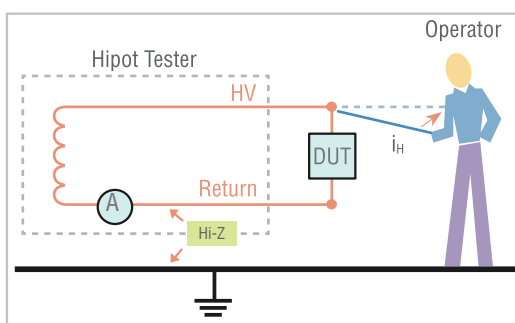 Operator
Hipot Tester
HV
DUT
iH
A
Return
Hi-Z